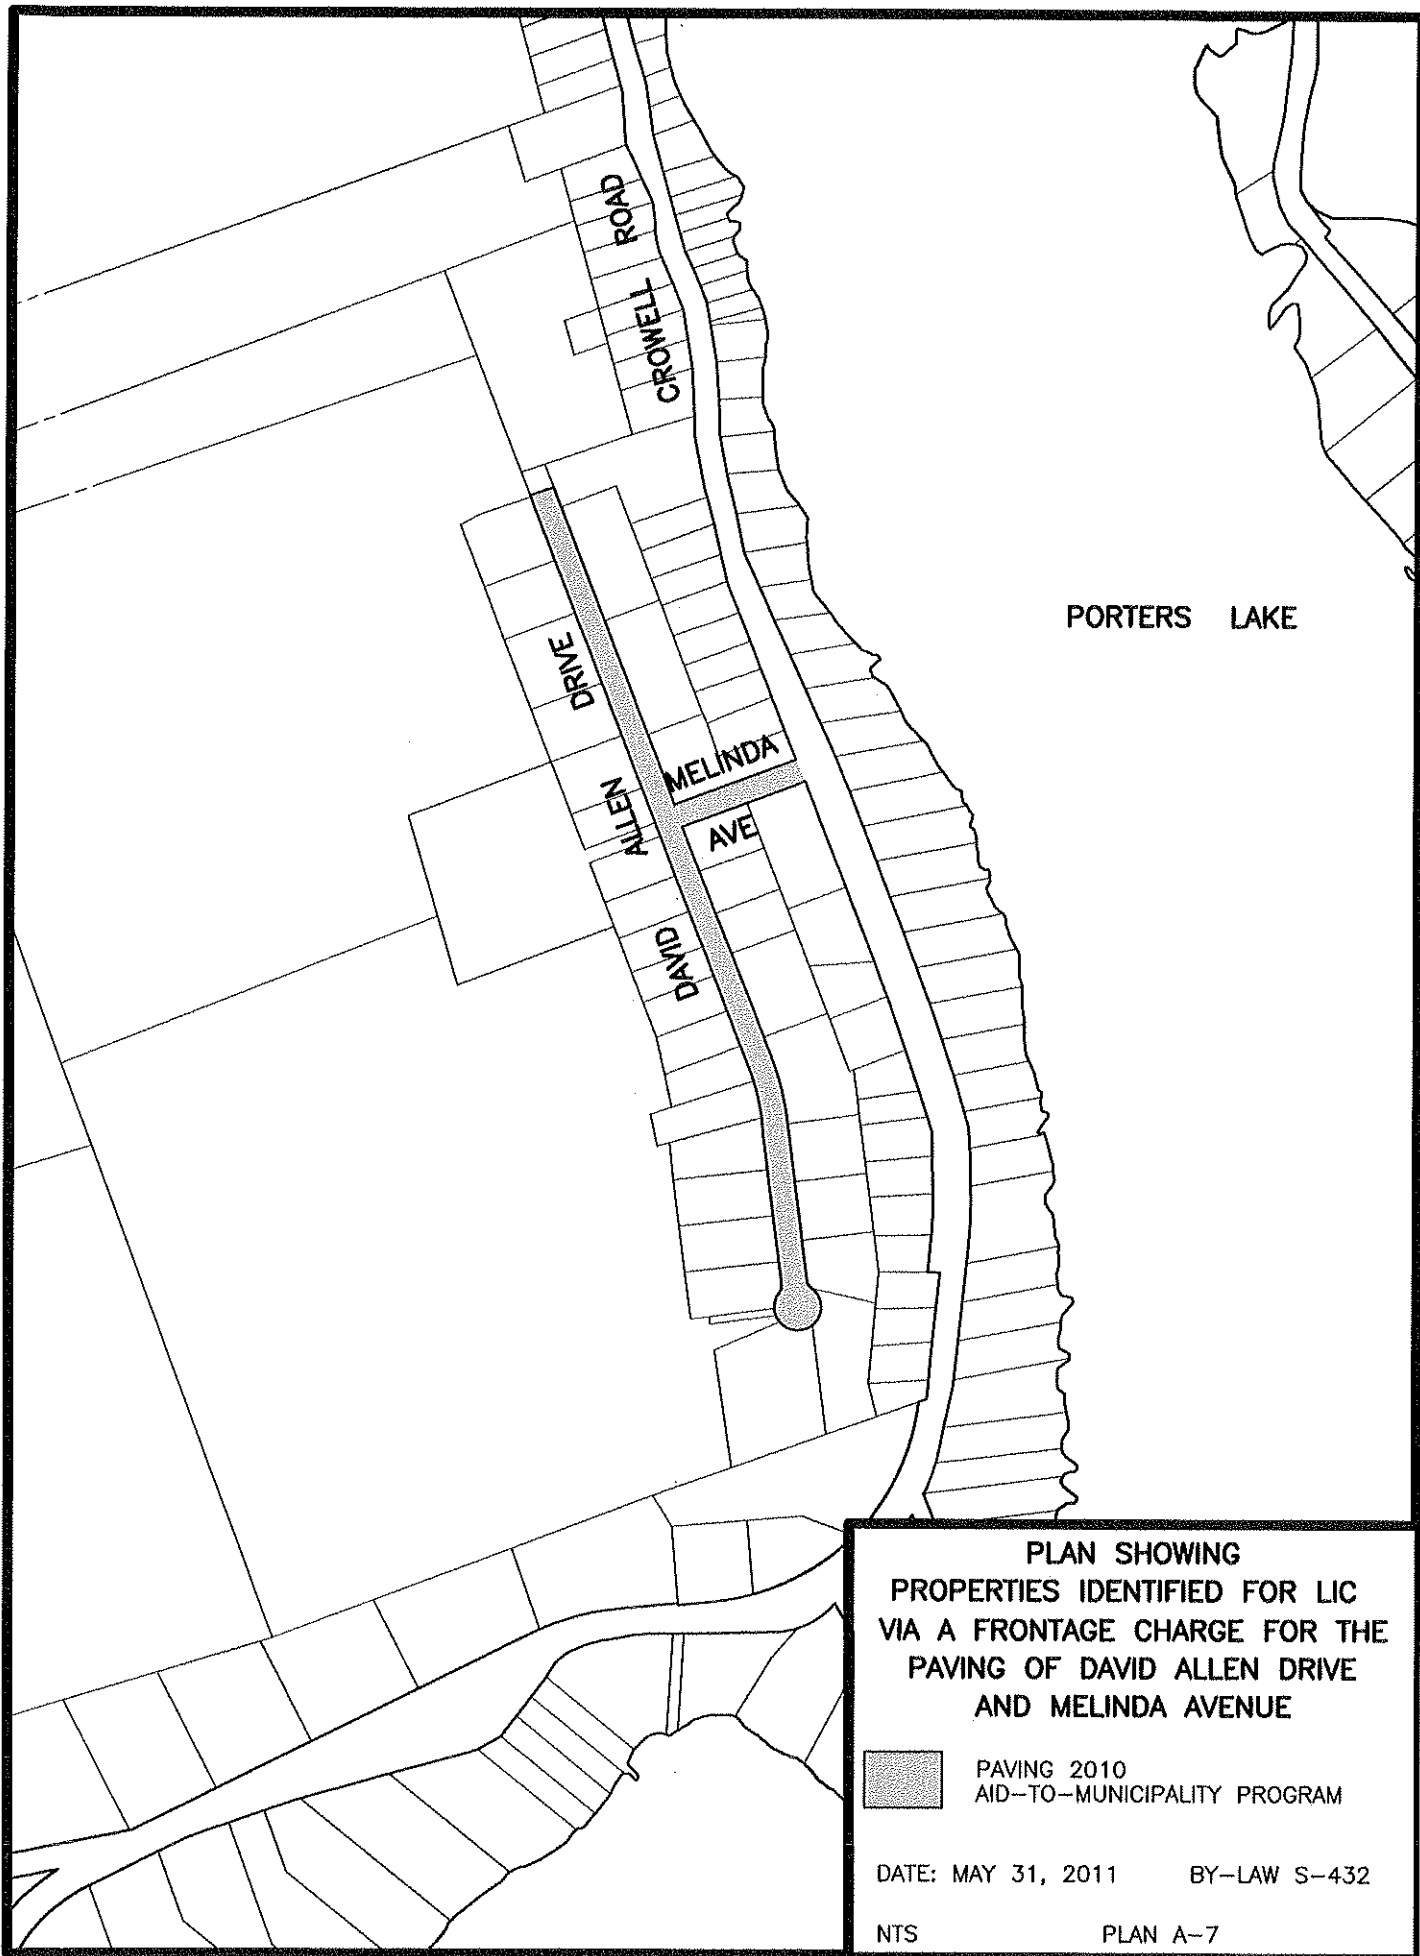 CROWELL ROAD
PORTERS LAKE
DAVID ALLEN DRIVE
MELINDA
AVE
PLAN SHOWING
PROPERTIES IDENTIFIED FOR LIC
VIA A FRONTAGE CHARGE FOR THE
PAVING OF DAVID ALLEN DRIVE
AND MELINDA AVENUE
PAVING 2010
AID-TO-MUNICIPALITY PROGRAM
DATE: MAY 31, 2011 BY-LAW S-432
NTS PLAN A-7